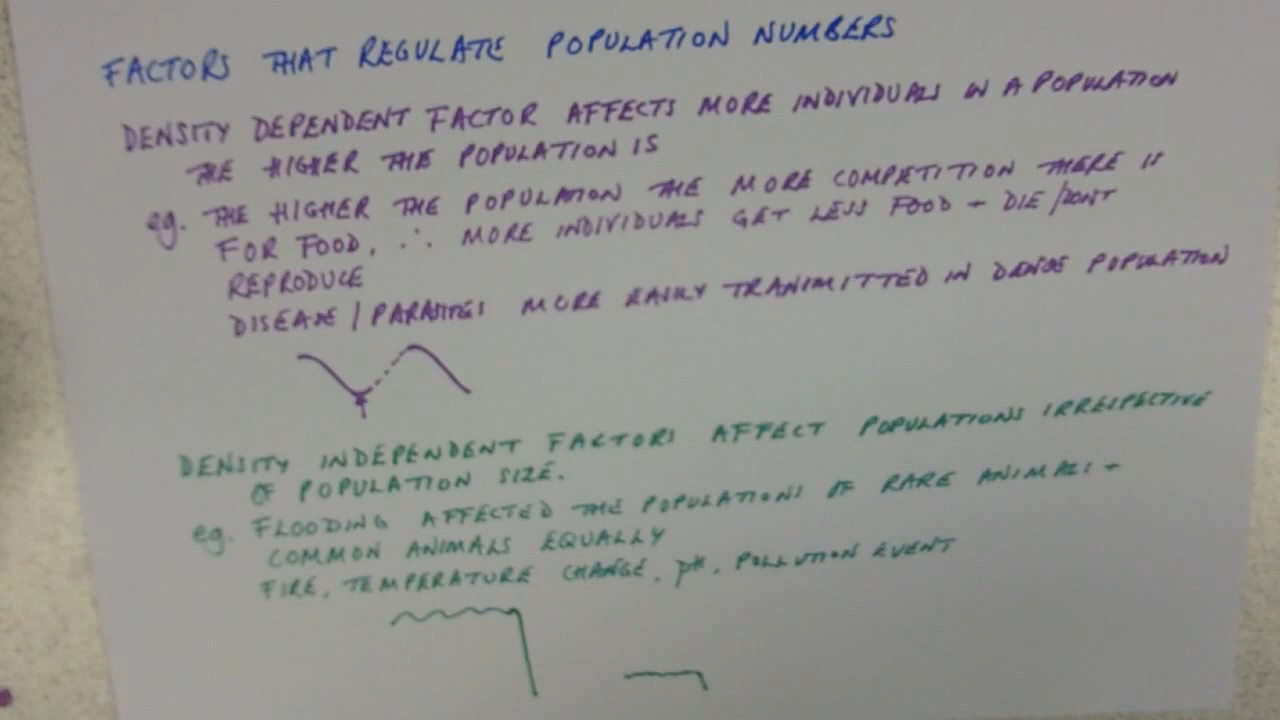 FACTORS THAT REGULATE POPULATION NUMBERS
DENSITY DEPENDENT FACTOR AFFECTS MORE INDIVIDUALS IN A POPULATION
THE HIGHER THE POPULATION IS
eg. THE HIGHER THE POPULATION THE MORE COMPETITION THERE IS
FOR FOOD, ∴ MORE INDIVIDUALS GET LESS FOOD + DIE/DONT
REPRODUCE
DISEASE/PARASITES MORE EASILY TRANSMITTED IN DENSE POPULATION
DENSITY INDEPENDENT FACTORS AFFECT POPULATIONS IRRESPECTIVE
OF POPULATION SIZE.
eg. FLOODING AFFECTED THE POPULATIONS OF RARE ANIMALS +
COMMON ANIMALS EQUALLY
FIRE, TEMPERATURE CHANGE, pH, POLLUTION EVENT